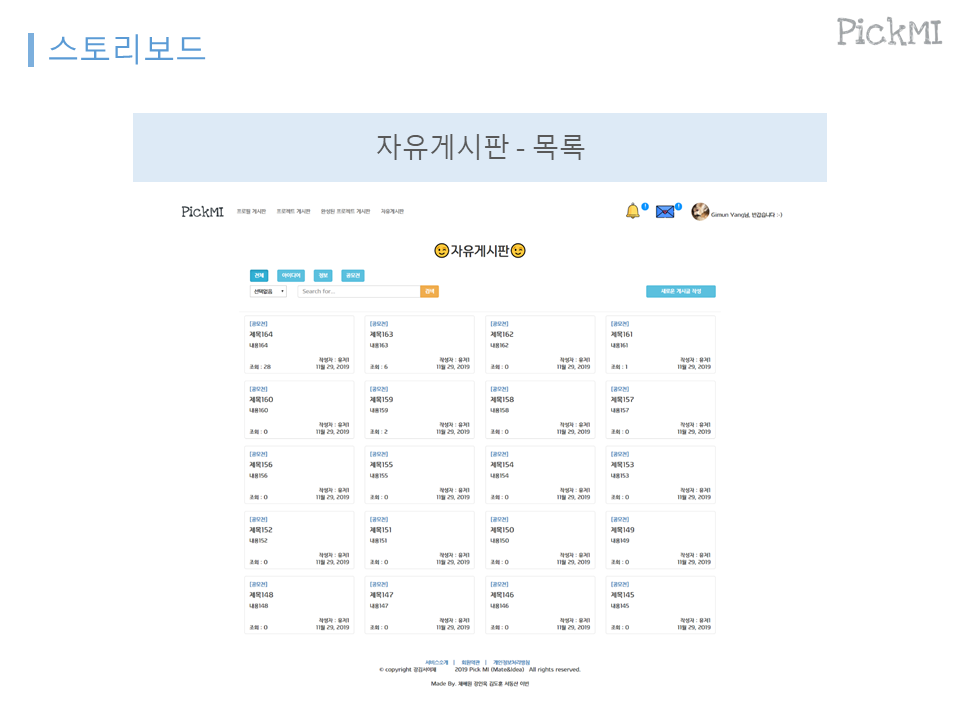 스토리보드
PickMI
자유게시판 - 목록
PickMI 프로필 게시판 프로젝트 게시판 완성된 프로젝트 게시판 자유게시판
Gimun Yang님, 반갑습니다 :-)
자유게시판
전체 아이디어 정보 공모전
선택없음 Search for... 검색 새로운 게시글 작성
[공모전] [공모전] [공모전] [공모전]
제목164 제목163 제목162 제목161
내용164 내용163 내용162 내용161
작성자 : 유저1 작성자 : 유저1 작성자 : 유저1 작성자 : 유저1
조회 : 28 11월 29, 2019 조회 : 6 11월 29, 2019 조회 : 0 11월 29, 2019 조회 : 1 11월 29, 2019
[공모전] [공모전] [공모전] [공모전]
제목160 제목159 제목158 제목157
내용160 내용159 내용158 내용157
작성자 : 유저1 작성자 : 유저1 작성자 : 유저1 작성자 : 유저1
조회 : 0 11월 29, 2019 조회 : 2 11월 29, 2019 조회 : 0 11월 29, 2019 조회 : 0 11월 29, 2019
[공모전] [공모전] [공모전] [공모전]
제목156 제목155 제목154 제목153
내용156 내용155 내용154 내용153
작성자 : 유저1 작성자 : 유저1 작성자 : 유저1 작성자 : 유저1
조회 : 0 11월 29, 2019 조회 : 0 11월 29, 2019 조회 : 0 11월 29, 2019 조회 : 0 11월 29, 2019
[공모전] [공모전] [공모전] [공모전]
제목152 제목151 제목150 제목149
내용152 내용151 내용150 내용149
작성자 : 유저1 작성자 : 유저1 작성자 : 유저1 작성자 : 유저1
조회 : 0 11월 29, 2019 조회 : 0 11월 29, 2019 조회 : 0 11월 29, 2019 조회 : 0 11월 29, 2019
[공모전] [공모전] [공모전] [공모전]
제목148 제목147 제목146 제목145
내용148 내용147 내용146 내용145
작성자 : 유저1 작성자 : 유저1 작성자 : 유저1 작성자 : 유저1
조회 : 0 11월 29, 2019 조회 : 0 11월 29, 2019 조회 : 0 11월 29, 2019 조회 : 0 11월 29, 2019
서비스소개 | 회원약관 | 개인정보처리방침
© copyright 2019 Pick MI (Mate&Idea) All rights reserved.
Made By.